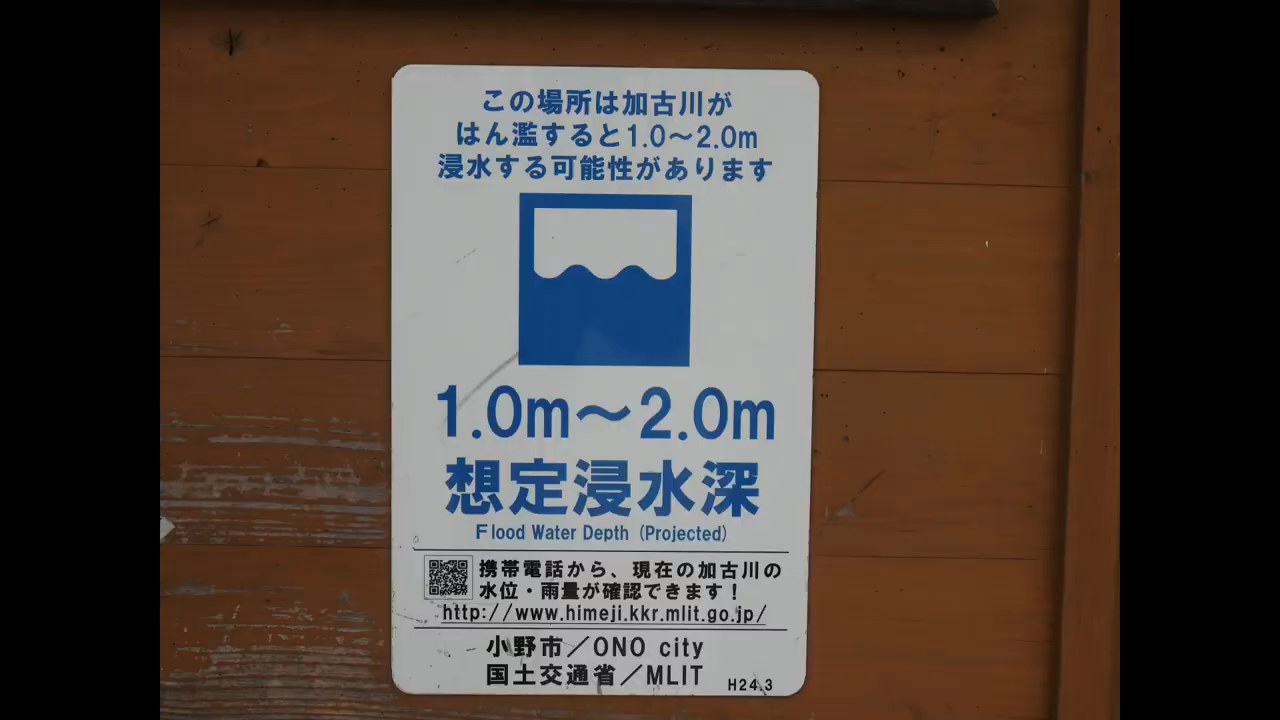 この場所は加古川が
はん濫すると1.0～2.0m
浸水する可能性があります
1.0m～2.0m
想定浸水深
Flood Water Depth (Projected)
携帯電話から、現在の加古川の
水位・雨量が確認できます！
http://www.himeji.kkr.mlit.go.jp/
小野市／ONO city
国土交通省／MLIT
H24.3